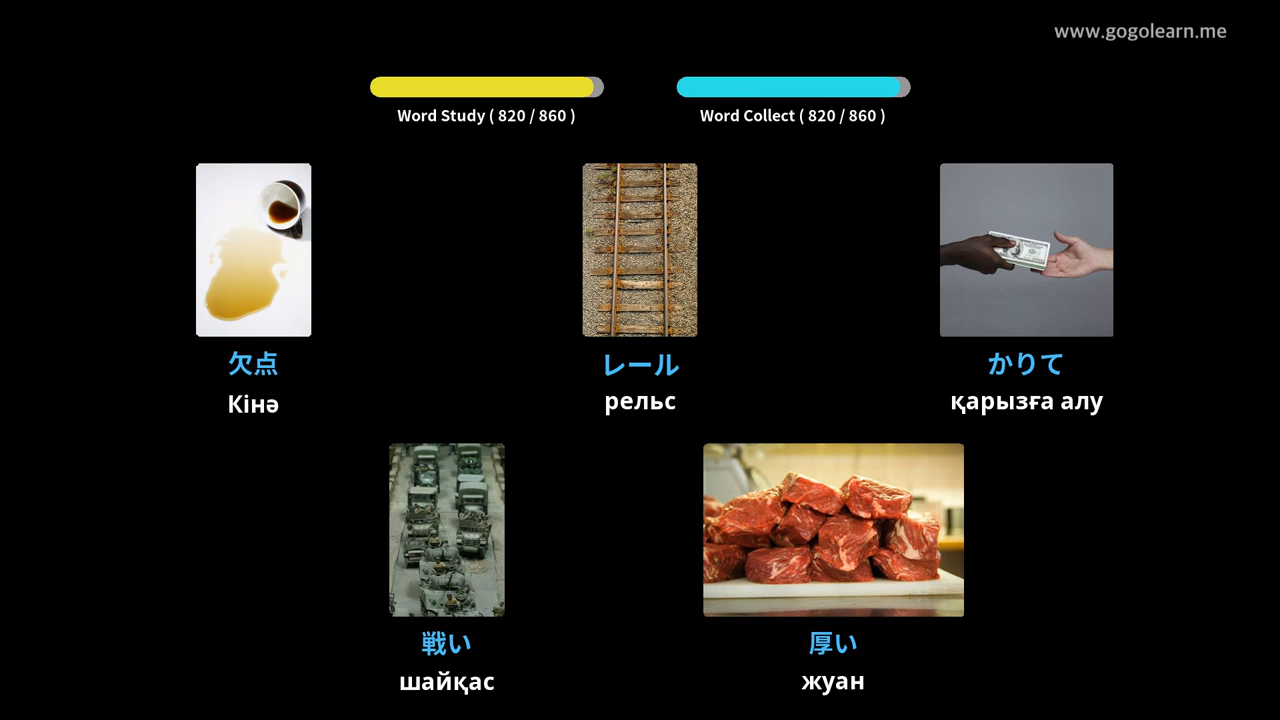 www.gogolearn.me
Word Study ( 820 / 860 )
Word Collect ( 820 / 860 )
欠点
Кінә
レール
рельс
かりて
қарызға алу
戦い
шайқас
厚い
жуан